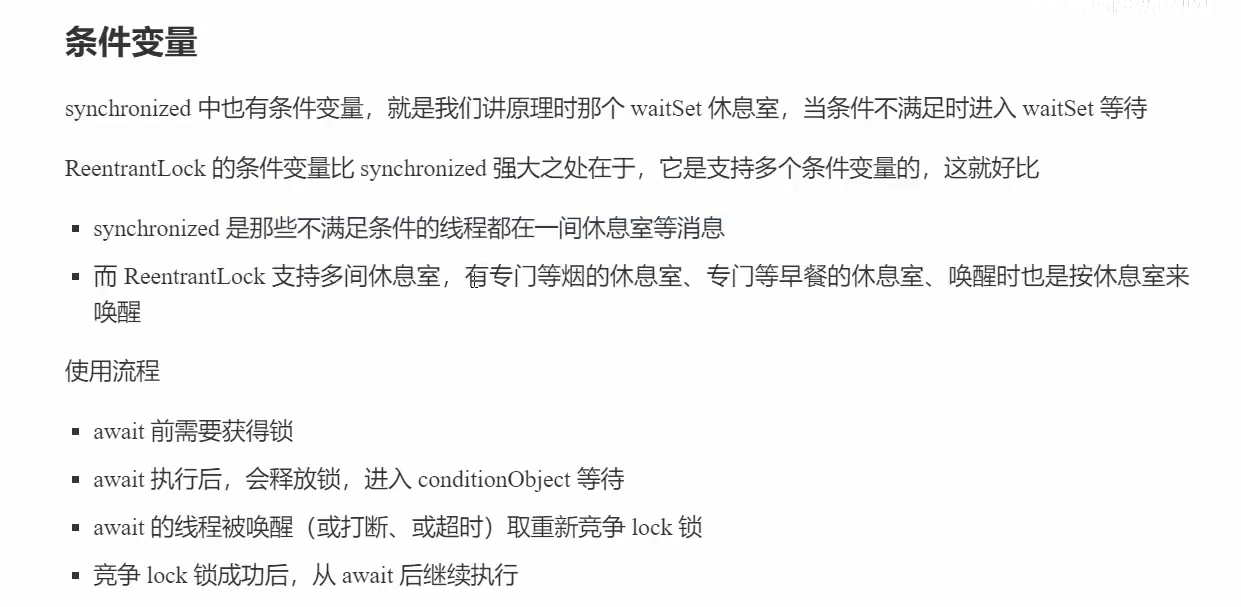 条件变量
synchronized 中也有条件变量，就是我们讲原理时那个 waitSet 休息室，当条件不满足时进入 waitSet 等待
ReentrantLock 的条件变量比 synchronized 强大之处在于，它是支持多个条件变量的，这就好比
▪ synchronized 是那些不满足条件的线程都在一间休息室等消息
▪ 而 ReentrantLock 支持多间休息室，有专门等烟的休息室、专门等早餐的休息室、唤醒时也是按休息室来
唤醒
使用流程
▪ await 前需要获得锁
▪ await 执行后，会释放锁，进入 conditionObject 等待
▪ await 的线程被唤醒（或打断、或超时）取重新竞争 lock 锁
▪ 竞争 lock 锁成功后，从 await 后继续执行